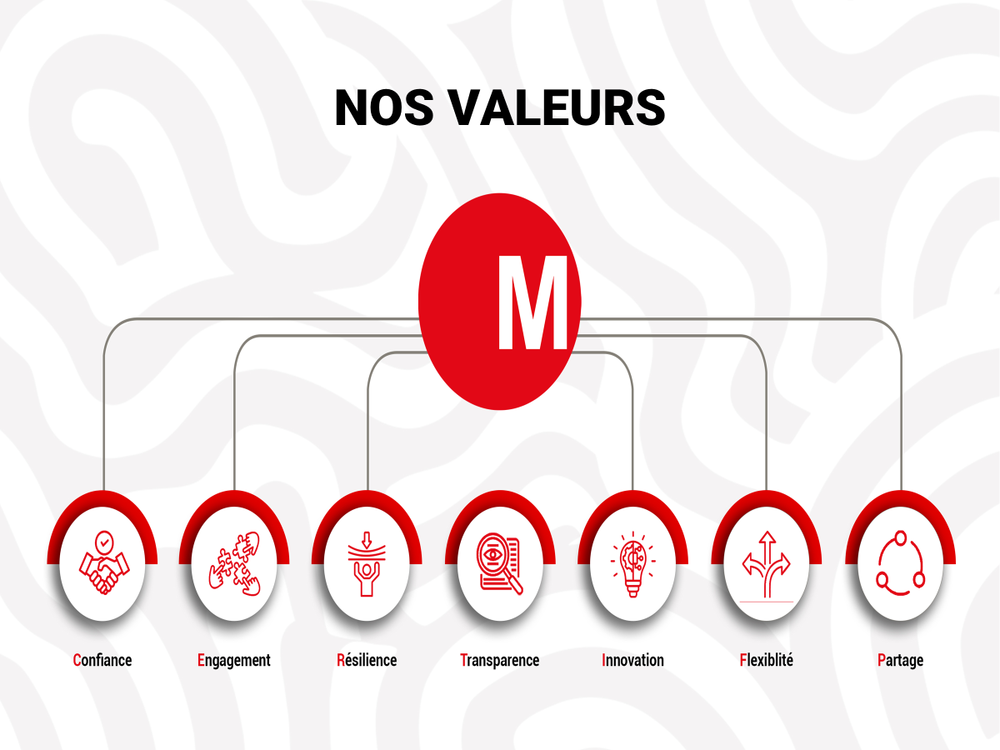 NOS VALEURS
M
Confiance
Engagement
Résilience
Transparence
Innovation
Flexiblité
Partage